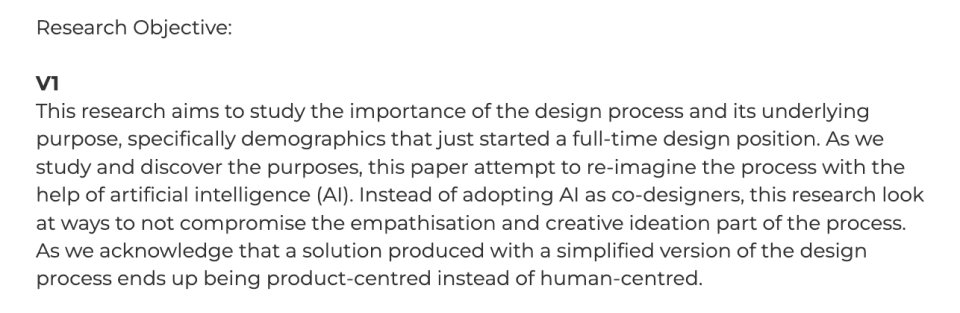 Research Objective:
V1
This research aims to study the importance of the design process and its underlying
purpose, specifically demographics that just started a full-time design position. As we
study and discover the purposes, this paper attempt to re-imagine the process with the
help of artificial intelligence (AI). Instead of adopting AI as co-designers, this research look
at ways to not compromise the empathisation and creative ideation part of the process.
As we acknowledge that a solution produced with a simplified version of the design
process ends up being product-centred instead of human-centred.